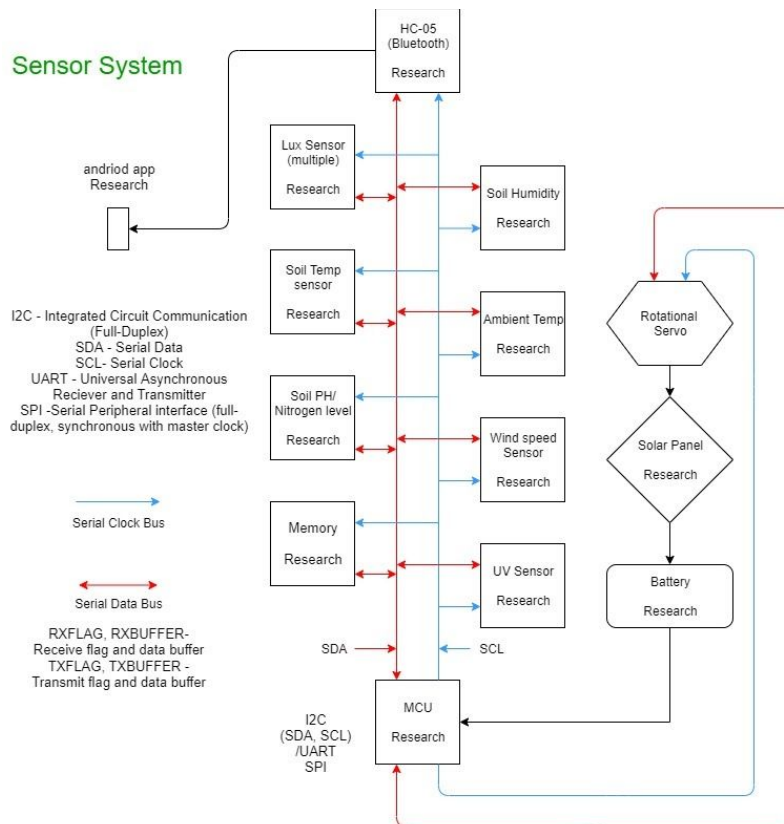 Sensor System
HC-05
(Bluetooth)
Research
andriod app
Research
Lux Sensor
(multiple)
Research
Soil Humidity
Research
Soil Temp
sensor
Research
Ambient Temp
Research
Rotational
Servo
I2C - Integrated Circuit Communication
(Full-Duplex)
SDA - Serial Data
SCL- Serial Clock
UART - Universal Asynchronous
Reciever and Transmitter
SPI -Serial Peripheral interface (full-
duplex, synchronous with master clock)
Soil PH/
Nitrogen level
Research
Wind speed
Sensor
Research
Solar Panel
Research
Serial Clock Bus
Memory
Research
UV Sensor
Research
Battery
Research
Serial Data Bus
RXFLAG, RXBUFFER-
Receive flag and data buffer
TXFLAG, TXBUFFER -
Transmit flag and data buffer
SDA
SCL
MCU
Research
I2C
(SDA, SCL)
/UART
SPI